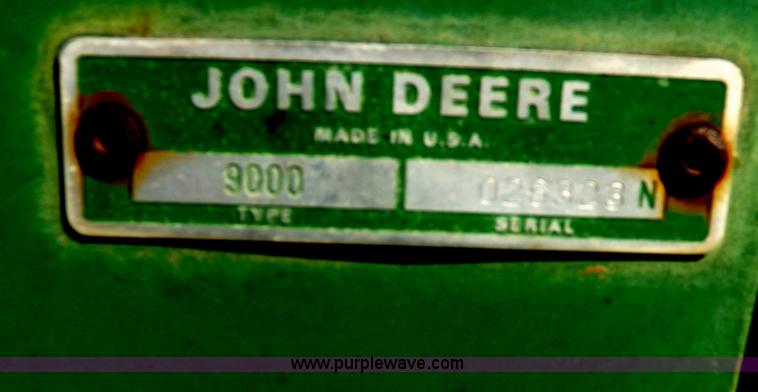 JOHN DEERE
MADE IN U.S.A.
9000 N
TYPE SERIAL
www.purplewave.com